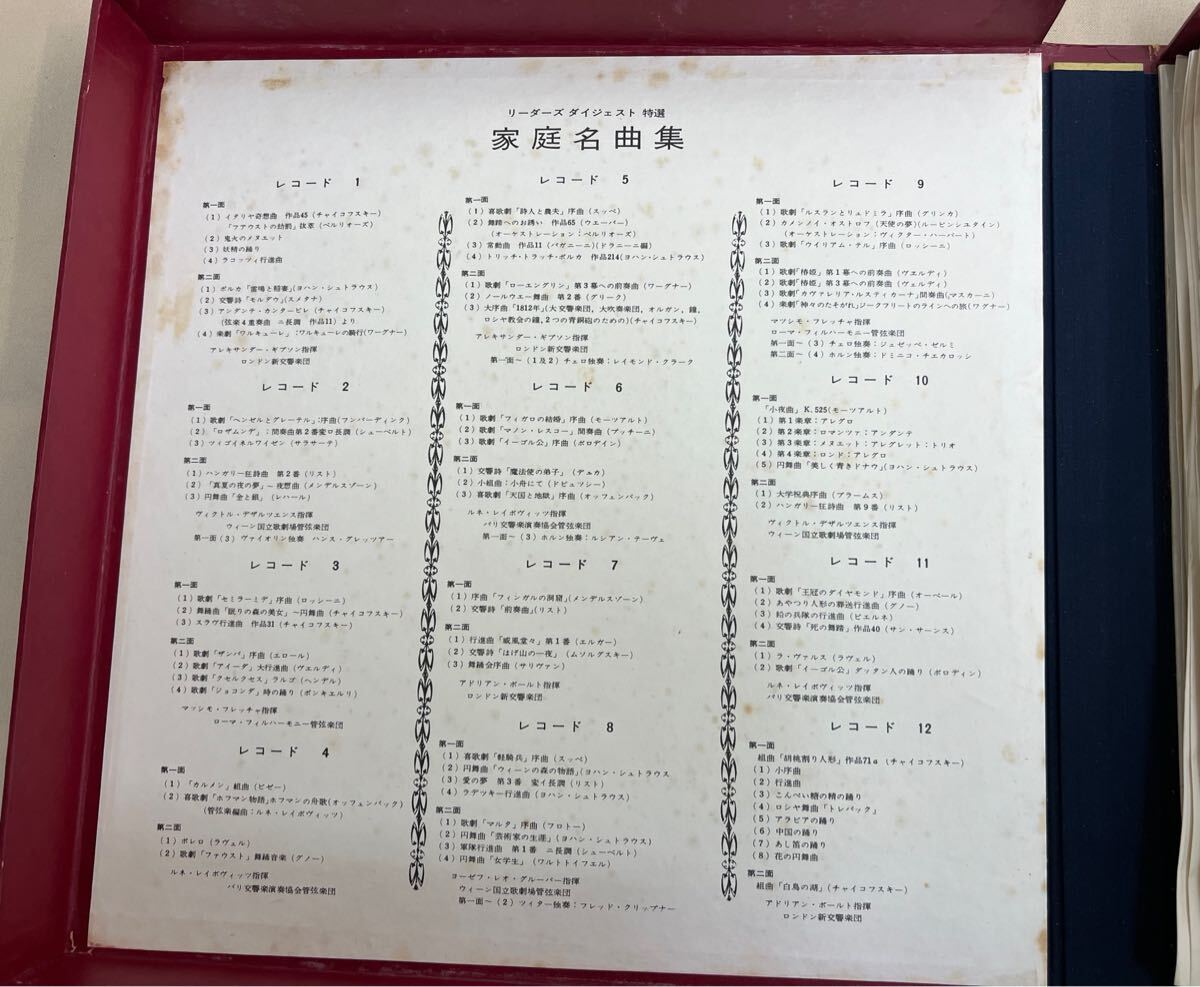 リーダーズ ダイジェスト 特選
家庭名曲集
レコード 1
第一面
(1) イタリヤ奇想曲 作品45 (チャイコフスキー)
「ファウストの劫罰」抜萃 (ベルリオーズ)
(2) 鬼火のメヌエット
(3) 妖精の踊り
(4) ラコッツィ行進曲
第二面
(1) ポルカ「雷鳴と稲妻」(ヨハン・シュトラウス)
(2) 交響詩「モルダウ」(スメタナ)
(3) アンダンテ・カンタービレ (チャイコフスキー)
(弦楽4重奏曲 ニ長調 作品11) より
(4) 楽劇「ワルキューレ」:ワルキューレの騎行(ワーグナー)
アレキサンダー・ギブソン指揮
ロンドン新交響楽団
レコード 2
第一面
(1) 歌劇「ヘンゼルとグレーテル」:序曲(フンパーディンク)
(2) 「ロザムンデ」:間奏曲第2番変ロ長調 (シューベルト)
(3) ツィゴイネルワイゼン (サラサーテ)
第二面
(1) ハンガリー狂詩曲 第2番 (リスト)
(2) 「真夏の夜の夢」~夜想曲 (メンデルスゾーン)
(3) 円舞曲「金と銀」(レハール)
ヴィクトル・デザルツエンス指揮
ウィーン国立歌劇場管弦楽団
第一面 (3) ヴァイオリン独奏 ハンス・グレッツアー
レコード 3
第一面
(1) 歌劇「セミラーミデ」序曲 (ロッシーニ)
(2) 舞踊曲「眠りの森の美女」~円舞曲 (チャイコフスキー)
(3) スラヴ行進曲 作品31 (チャイコフスキー)
第二面
(1) 歌劇「ザンパ」序曲 (エロール)
(2) 歌劇「アイーダ」大行進曲 (ヴエルディ)
(3) 歌劇「クセルクセス」ラルゴ (ヘンデル)
(4) 歌劇「ジョコンダ」時の踊り (ポンキエルリ)
マッシモ・フレッチャ指揮
ローマ・フィルハーモニー管弦楽団
レコード 4
第一面
(1) 「カルメン」組曲 (ビゼー)
(2) 喜歌劇「ホフマン物語」ホフマンの舟歌(オッフェンバック)
(管弦楽編曲:ルネ・レイボヴィッツ)
第二面
(1) ボレロ (ラヴェル)
(2) 歌劇「ファウスト」舞踊音楽 (グノー)
ルネ・レイボヴィッツ指揮
パリ交響楽演奏協会管弦楽団
レコード 5
第一面
(1) 喜歌劇「詩人と農夫」序曲 (スッペ)
(2) 舞踏へのお誘い 作品65 (ウエーバー)
(オーケストレーション:ベルリオーズ)
(3) 常動曲 作品11 (パガニーニ) (ドラニーニ編)
(4) トリッチ・トラッチ・ポルカ 作品214(ヨハン・シュトラウス)
第二面
(1) 歌劇「ローエングリン」第3幕への前奏曲 (ワーグナー)
(2) ノールウエー舞曲 第2番 (グリーク)
(3) 大序曲「1812年」(大交響楽団、大吹奏楽団、オルガン、鐘、
ロシヤ教会の鐘、2つの青銅砲のための) (チャイコフスキー)
アレキサンダー・ギブソン指揮
ロンドン新交響楽団
第一面~(1及2) チェロ独奏:レイモンド・クラーク
レコード 6
第一面
(1) 歌劇「フィガロの結婚」序曲 (モーツアルト)
(2) 歌劇「マノン・レスコー」間奏曲 (プッチーニ)
(3) 歌劇「イーゴル公」序曲 (ボロデイン)
第二面
(1) 交響詩「魔法使の弟子」(デュカ)
(2) 小組曲:小舟にて (ドビュッシー)
(3) 喜歌劇「天国と地獄」序曲 (オッフェンバック)
ルネ・レイボヴィッツ指揮
パリ交響楽演奏協会管弦楽団
第一面~(3) ホルン独奏:ルシアン・テーヴェ
レコード 7
第一面
(1) 序曲「フィンガルの洞窟」(メンデルスゾーン)
(2) 交響詩「前奏曲」(リスト)
第二面
(1) 行進曲「威風堂々」第1番 (エルガー)
(2) 交響詩「はげ山の一夜」(ムソルグスキー)
(3) 舞踊会序曲 (サリヴァン)
アドリアン・ボールト指揮
ロンドン新交響楽団
レコード 8
第一面
(1) 喜歌劇「軽騎兵」序曲 (スッペ)
(2) 円舞曲「ウィーンの森の物語」(ヨハン・シュトラウス
(3) 愛の夢 第3番 変イ長調 (リスト)
(4) ラデツキー行進曲 (ヨハン・シュトラウス)
第二面
(1) 歌劇「マルタ」序曲 (フロトー)
(2) 円舞曲「芸術家の生涯」(ヨハン・シュトラウス)
(3) 軍隊行進曲 第1番 ニ長調 (シューベルト)
(4) 円舞曲「女学生」(ワルトトイフエル)
ヨーゼフ・レオ・グルーバー指揮
ウィーン国立歌劇場管弦楽団
第一面~(2) ツィター独奏:フレッド・クリップナー
レコード 9
第一面
(1) 歌劇「ルスランとリュドミラ」序曲 (グリンカ)
(2) カメンノイ・オストロフ (天使の夢) (ルービンシュタイン)
(オーケストレーション:ヴィクター・ハーバート)
(3) 歌劇「ウイリアム・テル」序曲 (ロッシーニ)
第二面
(1) 歌劇「椿姫」第1幕への前奏曲 (ヴエルディ)
(2) 歌劇「椿姫」第3幕への前奏曲 (ヴェルディ)
(3) 歌劇「カヴァレリア・ルスティカーナ」間奏曲 (マスカーニ)
(4) 楽劇「神々のたそがれ」ジークフリートのラインへの旅(ワグナー)
マツシモ・フレッチャ指揮
ローマ・フィルハーモニー管弦楽団
第一面~(3) チェロ独奏:ジュゼッペ・ゼルミ
第二面~(4) ホルン独奏:ドミニコ・チエカロッシ
レコード 10
第一面
「小夜曲」K.525(モーツアルト)
(1) 第1楽章:アレグロ
(2) 第2楽章:ロマンツァ:アンダンテ
(3) 第3楽章:メヌエット:アレグレット:トリオ
(4) 第4楽章:ロンド:アレグロ
(5) 円舞曲「美しく青きドナウ」(ヨハン・シュトラウス)
第二面
(1) 大学祝典序曲 (ブラームス)
(2) ハンガリー狂詩曲 第9番 (リスト)
ヴィクトル・デザルツエンス指揮
ウィーン国立歌劇場管弦楽団
レコード 11
第一面
(1) 歌劇「王冠のダイヤモンド」序曲 (オーベール)
(2) あやつり人形の葬送行進曲 (グノー)
(3) 鉛の兵隊の行進曲 (ピエルネ)
(4) 交響詩「死の舞踏」作品40 (サン・サーンス)
第二面
(1) ラ・ヴァルス (ラヴェル)
(2) 歌劇「イーゴル公」ダッタン人の踊り (ボロディン)
ルネ・レイボヴィッツ指揮
パリ交響楽演奏協会管弦楽団
レコード 12
第一面
組曲「胡桃割り人形」作品71a (チャイコフスキー)
(1) 小序曲
(2) 行進曲
(3) こんぺい糖の精の踊り
(4) ロシヤ舞曲「トレパック」
(5) アラビアの踊り
(6) 中国の踊り
(7) あし笛の踊り
(8) 花の円舞曲
第二面
組曲「白鳥の湖」(チャイコフスキー)
アドリアン・ボールト指揮
ロンドン新交響楽団